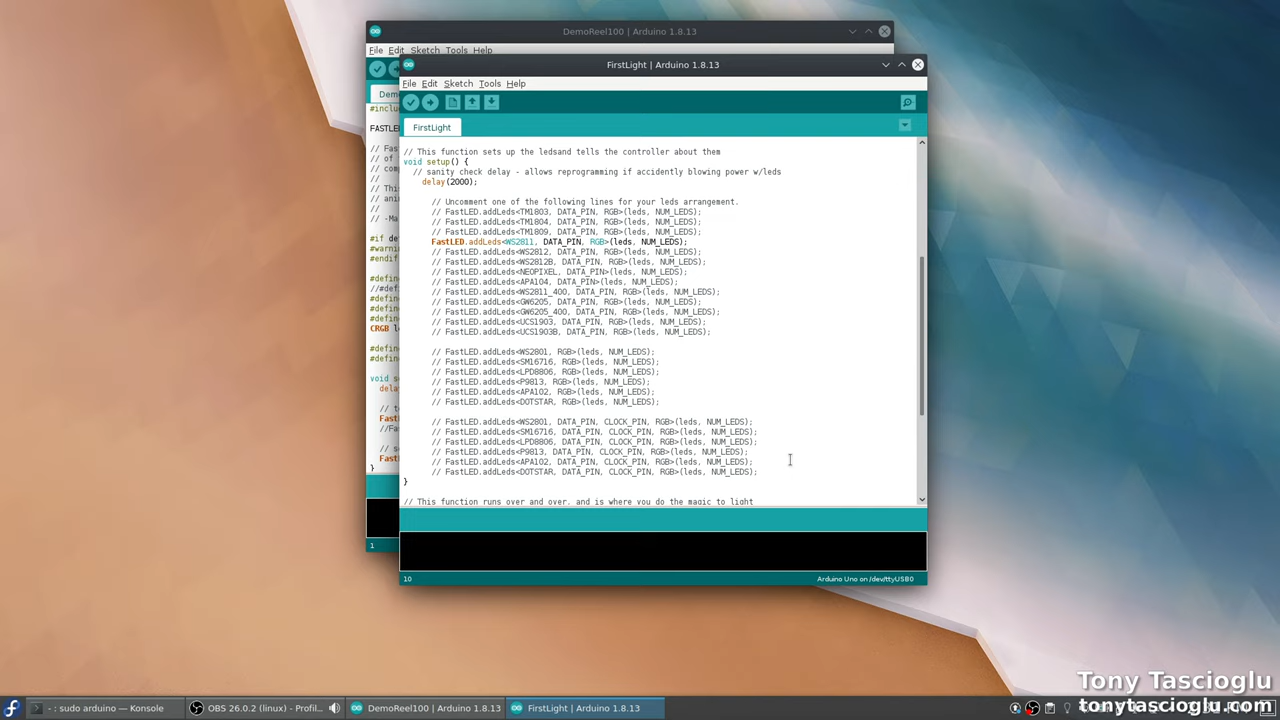 DemoReel100 | Arduino 1.8.13
File Edit Sketch Tools Help
FirstLight | Arduino 1.8.13
File Edit Sketch Tools Help
FirstLight
// This function sets up the ledsand tells the controller about them
void setup() {
// sanity check delay - allows reprogramming if accidently blowing power w/leds
delay(2000);
// Uncomment one of the following lines for your leds arrangement.
// FastLED.addLeds<TM1803, DATA_PIN, RGB>(leds, NUM_LEDS);
// FastLED.addLeds<TM1804, DATA_PIN, RGB>(leds, NUM_LEDS);
// FastLED.addLeds<TM1809, DATA_PIN, RGB>(leds, NUM_LEDS);
FastLED.addLeds<WS2811, DATA_PIN, RGB>(leds, NUM_LEDS);
// FastLED.addLeds<WS2812, DATA_PIN, RGB>(leds, NUM_LEDS);
// FastLED.addLeds<WS2812B, DATA_PIN, RGB>(leds, NUM_LEDS);
// FastLED.addLeds<NEOPIXEL, DATA_PIN>(leds, NUM_LEDS);
// FastLED.addLeds<APA104, DATA_PIN>(leds, NUM_LEDS);
// FastLED.addLeds<WS2811_400, DATA_PIN, RGB>(leds, NUM_LEDS);
// FastLED.addLeds<GW6205, DATA_PIN, RGB>(leds, NUM_LEDS);
// FastLED.addLeds<GW6205_400, DATA_PIN, RGB>(leds, NUM_LEDS);
// FastLED.addLeds<UCS1903, DATA_PIN, RGB>(leds, NUM_LEDS);
// FastLED.addLeds<UCS1903B, DATA_PIN, RGB>(leds, NUM_LEDS);
// FastLED.addLeds<WS2801, RGB>(leds, NUM_LEDS);
// FastLED.addLeds<SM16716, RGB>(leds, NUM_LEDS);
// FastLED.addLeds<LPD8806, RGB>(leds, NUM_LEDS);
// FastLED.addLeds<P9813, RGB>(leds, NUM_LEDS);
// FastLED.addLeds<APA102, RGB>(leds, NUM_LEDS);
// FastLED.addLeds<DOTSTAR, RGB>(leds, NUM_LEDS);
// FastLED.addLeds<WS2801, DATA_PIN, CLOCK_PIN, RGB>(leds, NUM_LEDS);
// FastLED.addLeds<SM16716, DATA_PIN, CLOCK_PIN, RGB>(leds, NUM_LEDS);
// FastLED.addLeds<LPD8806, DATA_PIN, CLOCK_PIN, RGB>(leds, NUM_LEDS);
// FastLED.addLeds<P9813, DATA_PIN, CLOCK_PIN, RGB>(leds, NUM_LEDS);
// FastLED.addLeds<APA102, DATA_PIN, CLOCK_PIN, RGB>(leds, NUM_LEDS);
// FastLED.addLeds<DOTSTAR, DATA_PIN, CLOCK_PIN, RGB>(leds, NUM_LEDS);
}
// This function runs over and over, and is where you do the magic to light
10
Arduino Uno on /dev/ttyUSB0
1
Tony Tascioglu
tonytascioglu.com
- : sudo arduino — Konsole
OBS 26.0.2 (linux) - Profil...
DemoReel100 | Arduino 1.8.13
FirstLight | Arduino 1.8.13